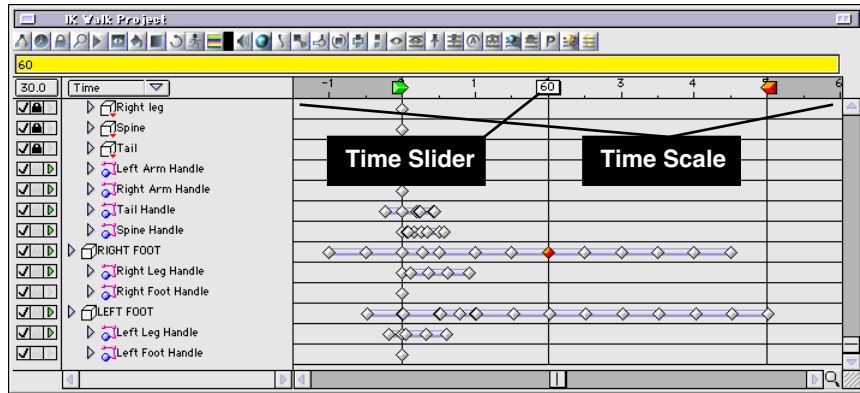 IK Walk Project
A
P
60
30.0 Time -1 1 60 3 4 5 6
Right leg
Spine
Tail
Time Slider Time Scale
Left Arm Handle
Right Arm Handle
Tail Handle
Spine Handle
RIGHT FOOT
Right Leg Handle
Right Foot Handle
LEFT FOOT
Left Leg Handle
Left Foot Handle